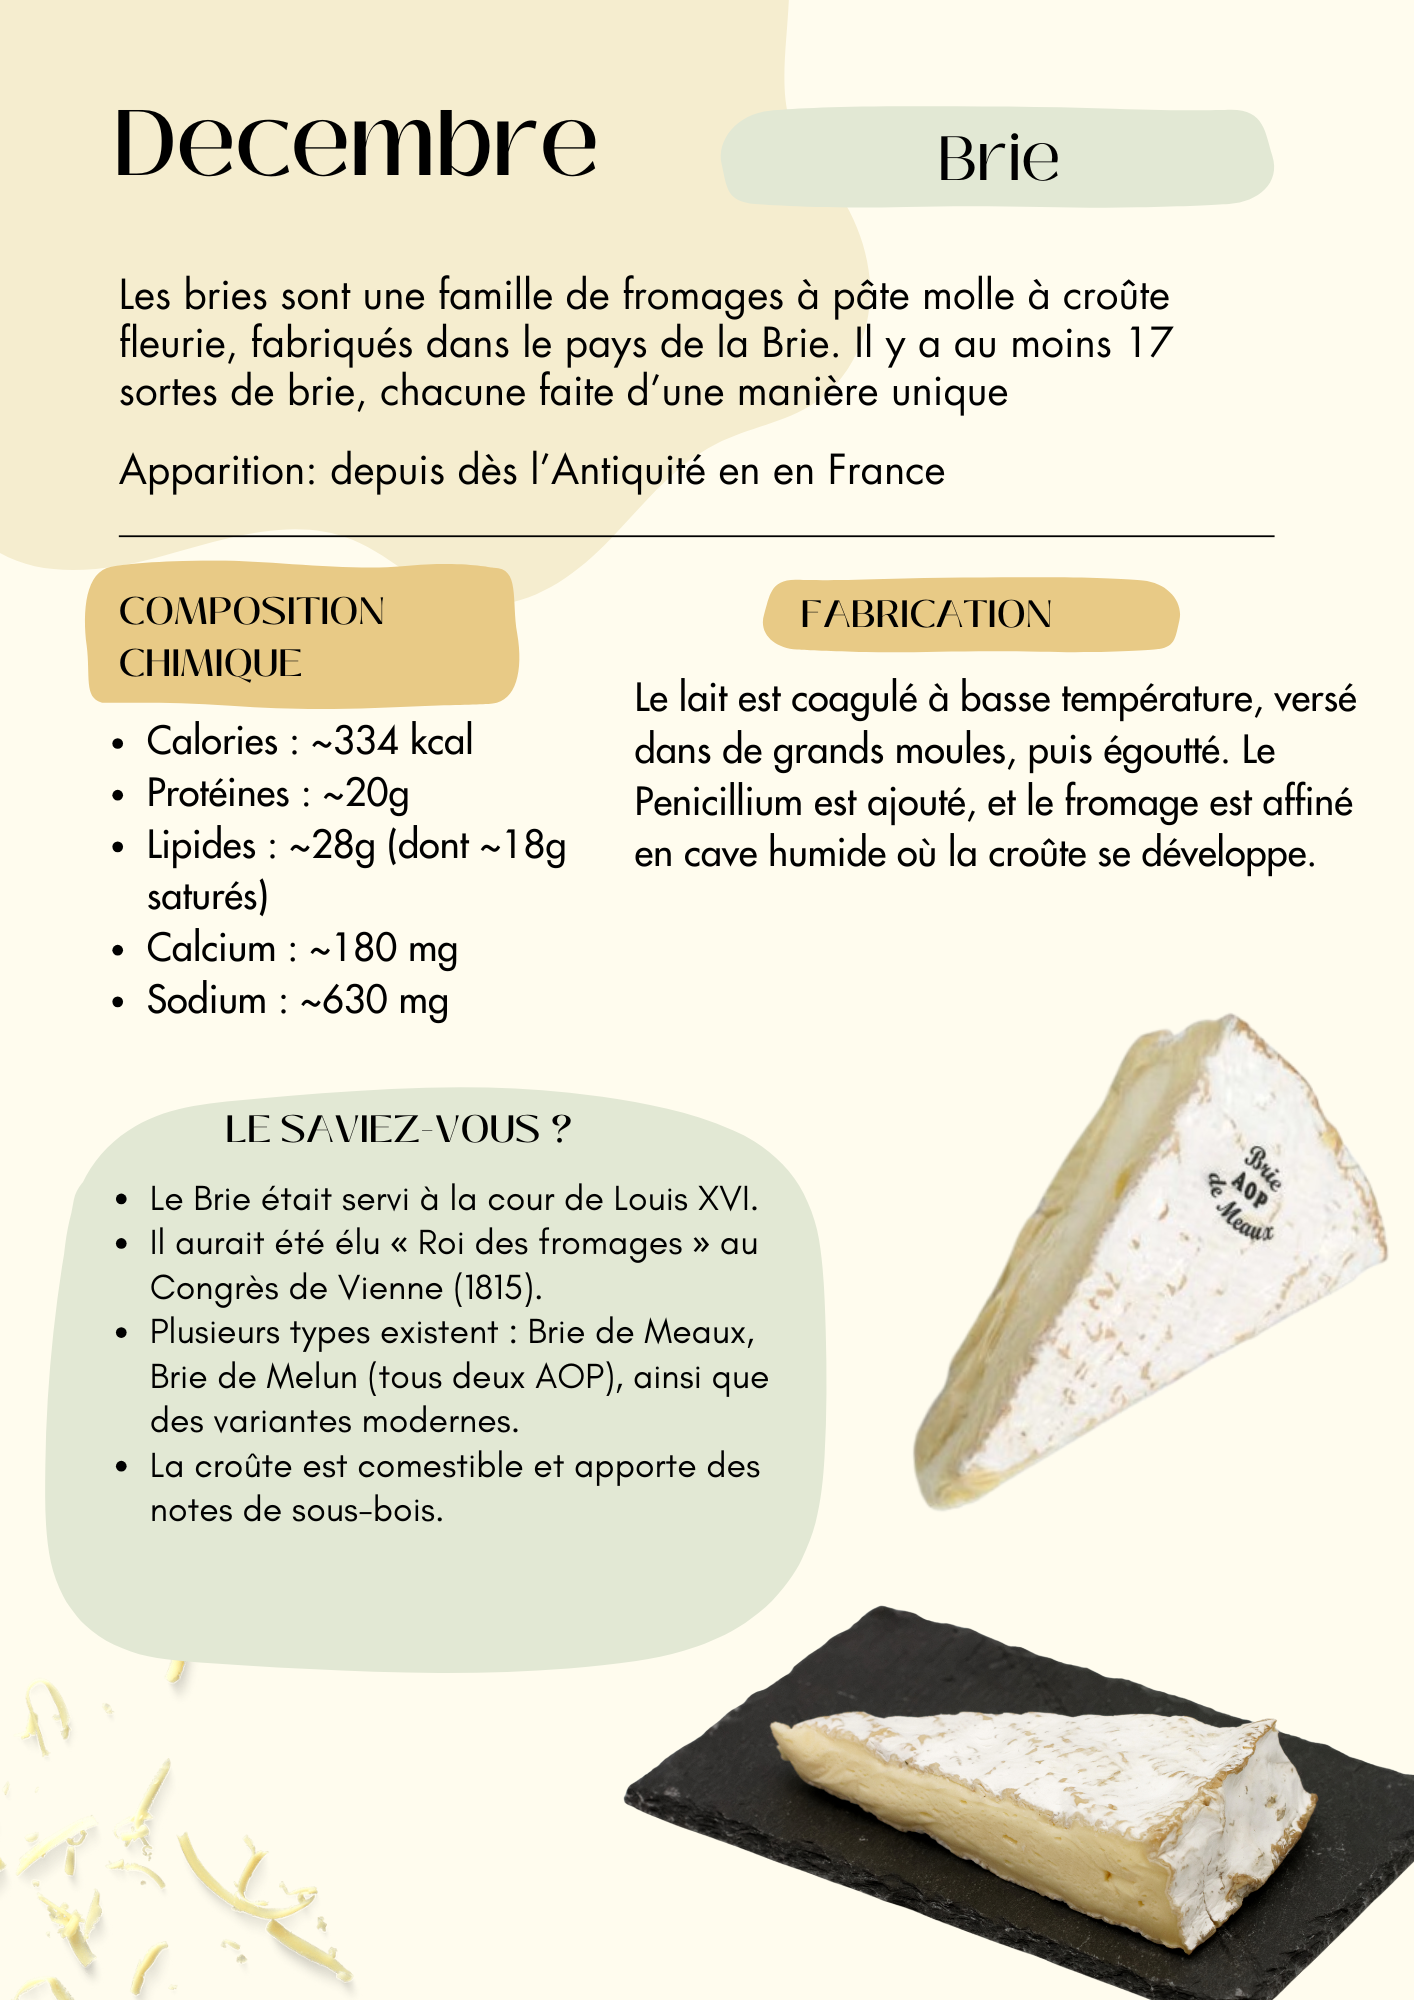 Decembre
Brie
Les bries sont une famille de fromages à pâte molle à croûte
fleurie, fabriqués dans le pays de la Brie. Il y a au moins 17
sortes de brie, chacune faite d’une manière unique
Apparition: depuis dès l’Antiquité en en France
COMPOSITION
CHIMIQUE
• Calories : ~334 kcal
• Protéines : ~20g
• Lipides : ~28g (dont ~18g
saturés)
• Calcium : ~180 mg
• Sodium : ~630 mg
FABRICATION
Le lait est coagulé à basse température, versé
dans de grands moules, puis égoutté. Le
Penicillium est ajouté, et le fromage est affiné
en cave humide où la croûte se développe.
LE SAVIEZ-VOUS ?
• Le Brie était servi à la cour de Louis XVI.
• Il aurait été élu « Roi des fromages » au
Congrès de Vienne (1815).
• Plusieurs types existent : Brie de Meaux,
Brie de Melun (tous deux AOP), ainsi que
des variantes modernes.
• La croûte est comestible et apporte des
notes de sous-bois.
Brie
AOP
de Meaux